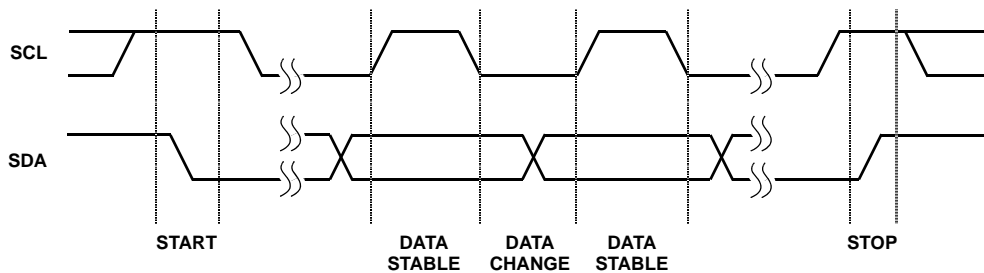 SCL
SDA
START
DATA
STABLE
DATA
CHANGE
DATA
STABLE
STOP